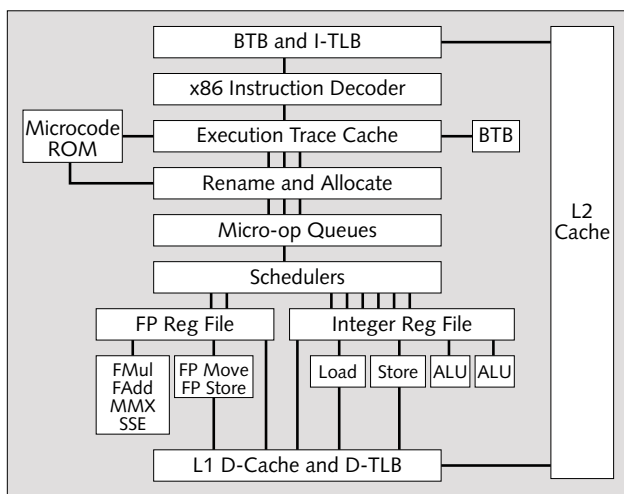 BTB and I-TLB
x86 Instruction Decoder
Microcode
ROM
Execution Trace Cache
BTB
Rename and Allocate
L2
Cache
Micro-op Queues
Schedulers
FP Reg File
Integer Reg File
FMul
FAdd
MMX
SSE
FP Move
FP Store
Load
Store
ALU
ALU
L1 D-Cache and D-TLB